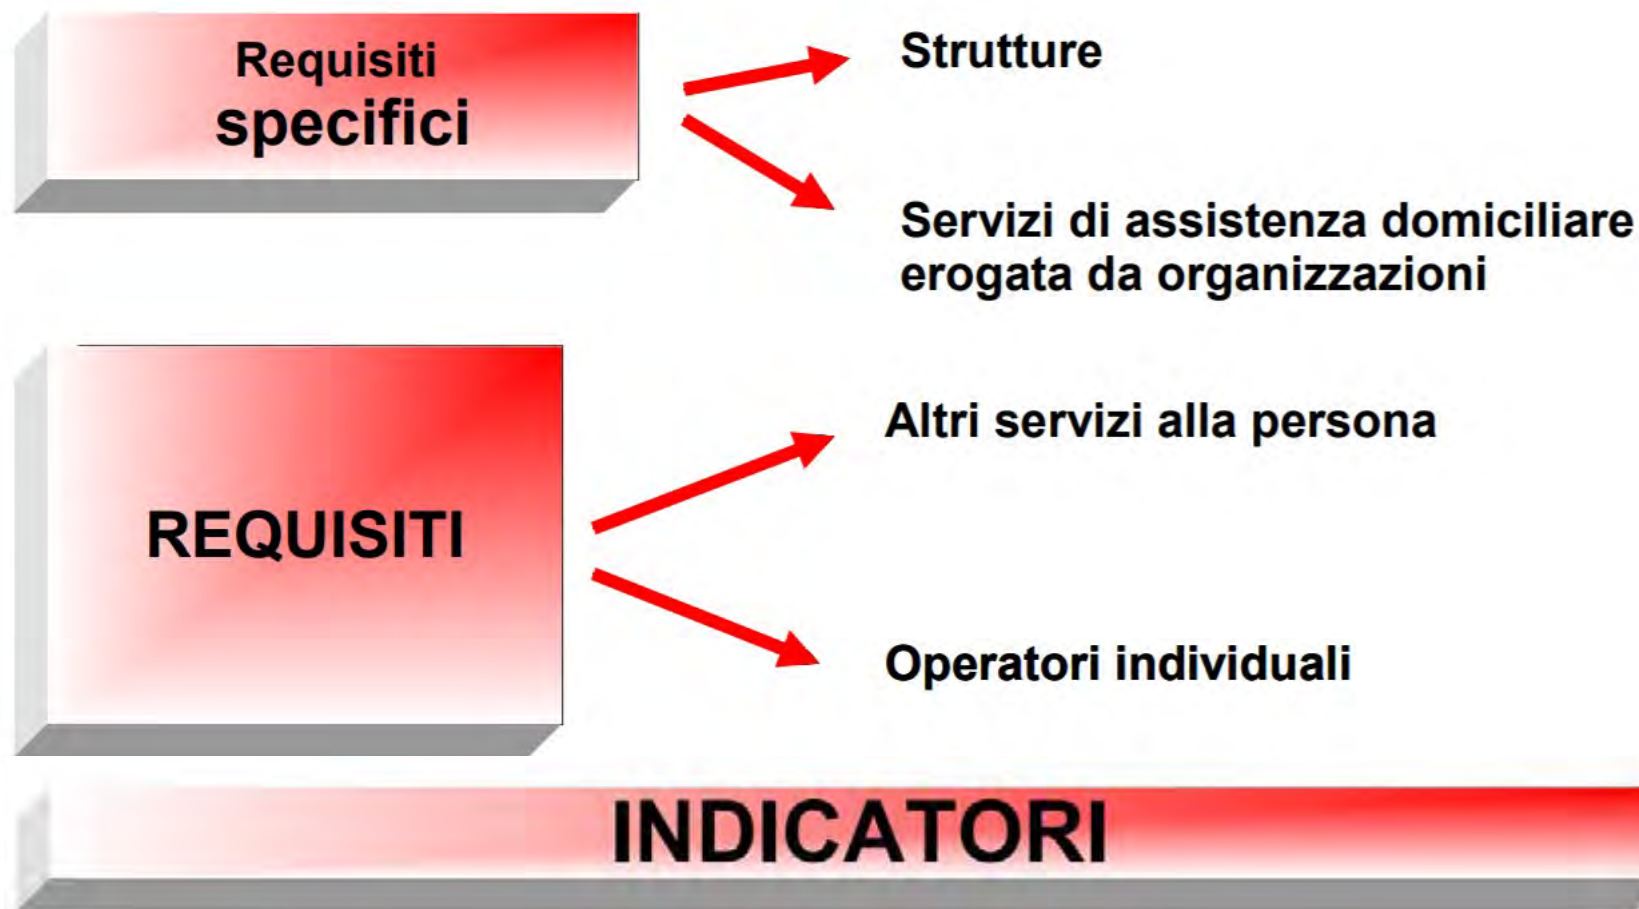 Requisiti
specifici
Strutture
Servizi di assistenza domiciliare
erogata da organizzazioni
REQUISITI
Altri servizi alla persona
Operatori individuali
INDICATORI